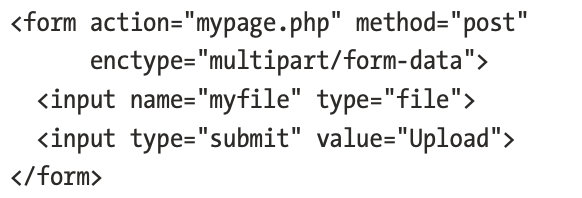 <form action="mypage.php" method="post"
      enctype="multipart/form-data">
  <input name="myfile" type="file">
  <input type="submit" value="Upload">
</form>